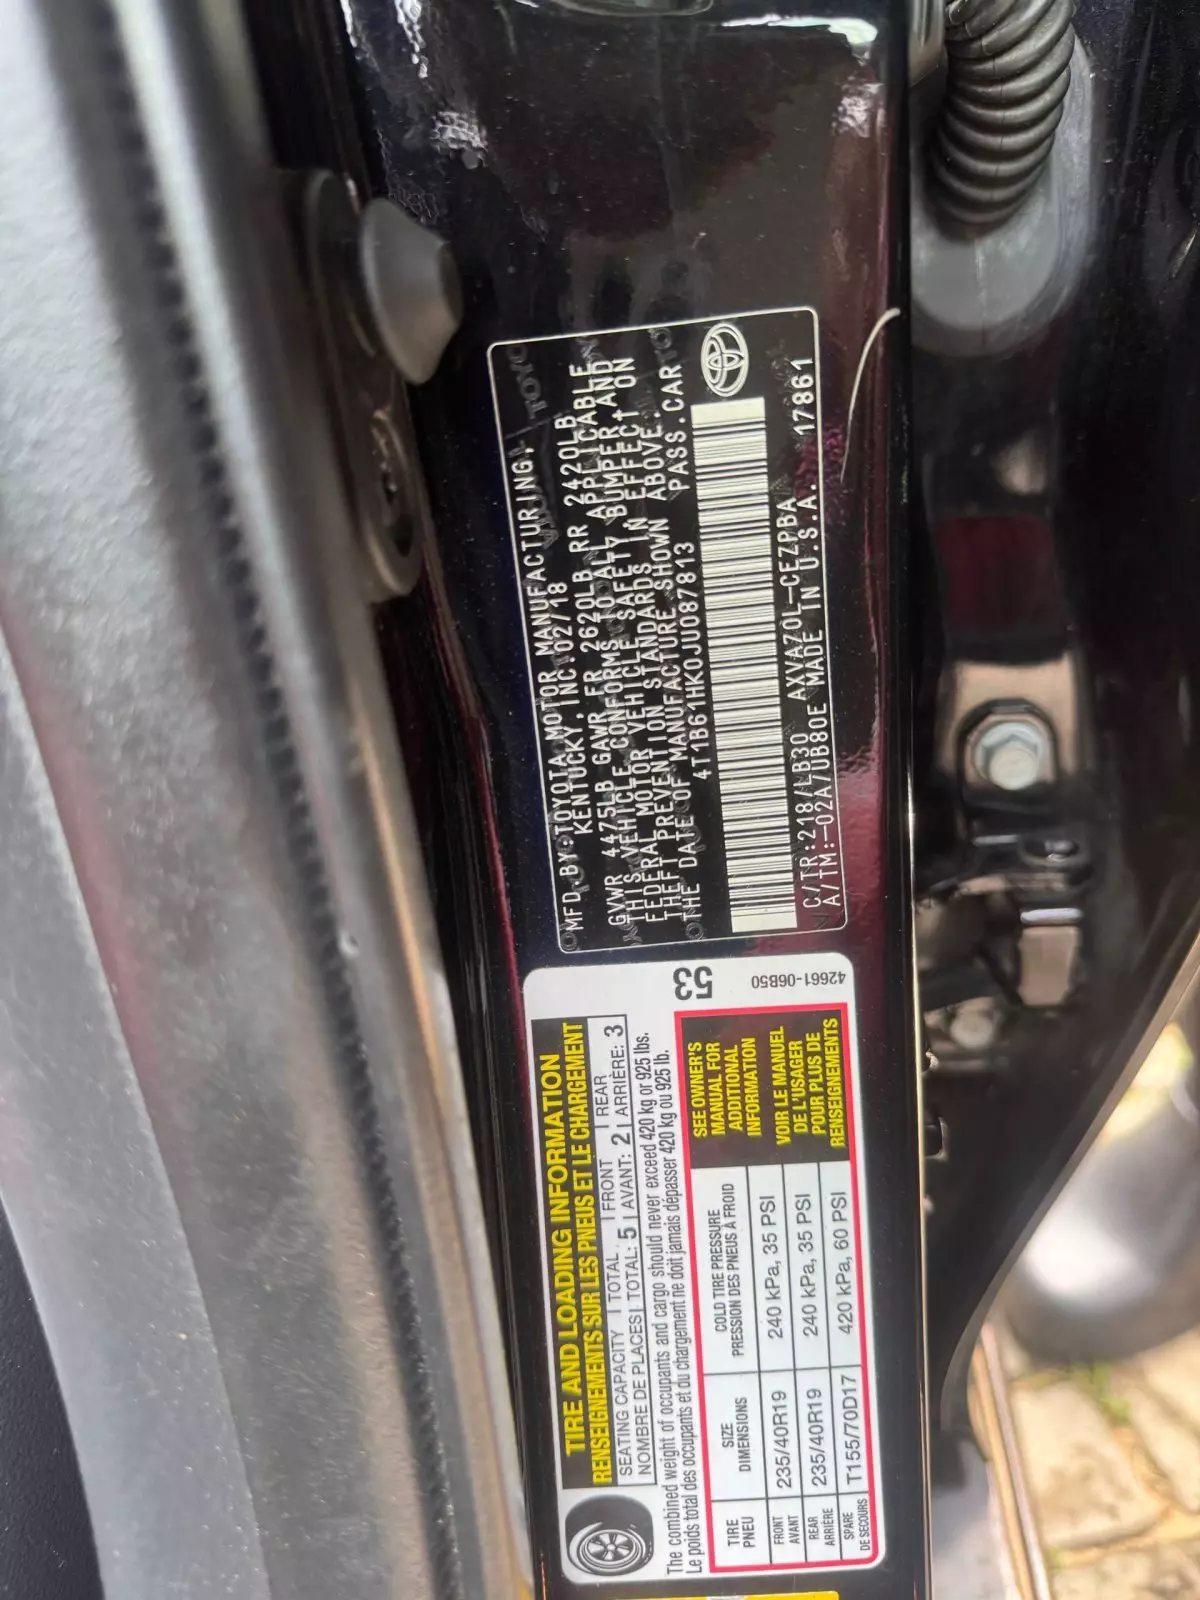 MFD.BY:TOYOTA MOTOR MANUFACTURING,
KENTUCKY, INC. 02/18
GVWR 4475LB GAWR FR 2620LB RR 2420LB
THIS VEHICLE CONFORMS TO ALL APPLICABLE
FEDERAL MOTOR VEHICLE SAFETY, BUMPER, AND
THEFT PREVENTION STANDARDS IN EFFECT ON
THE DATE OF MANUFACTURE SHOWN ABOVE.
4T1B61HK0JU087813 PASS.CAR
C/TR:218/LB30 AXVA70L-CEZPBA
A/TM:-02A/UB80E MADE IN U.S.A. 17861
TIRE AND LOADING INFORMATION
RENSEIGNEMENTS SUR LES PNEUS ET LE CHARGEMENT
SEATING CAPACITY | TOTAL | FRONT | REAR
NOMBRE DE PLACES | TOTAL: 5 | AVANT: 2 | ARRIÈRE: 3
The combined weight of occupants and cargo should never exceed 420 kg or 925 lbs.
Le poids total des occupants et du chargement ne doit jamais dépasser 420 kg ou 925 lb.
53
42661-06B50
TIRE PNEU SIZE DIMENSIONS COLD TIRE PRESSURE PRESSION DES PNEUS À FROID
FRONT AVANT 235/40R19 240 kPa, 35 PSI
REAR ARRIÈRE 235/40R19 240 kPa, 35 PSI
SPARE DE SECOURS T155/70D17 420 kPa, 60 PSI
SEE OWNER'S
MANUAL FOR
ADDITIONAL
INFORMATION
VOIR LE MANUEL
DE L'USAGER
POUR PLUS DE
RENSEIGNEMENTS